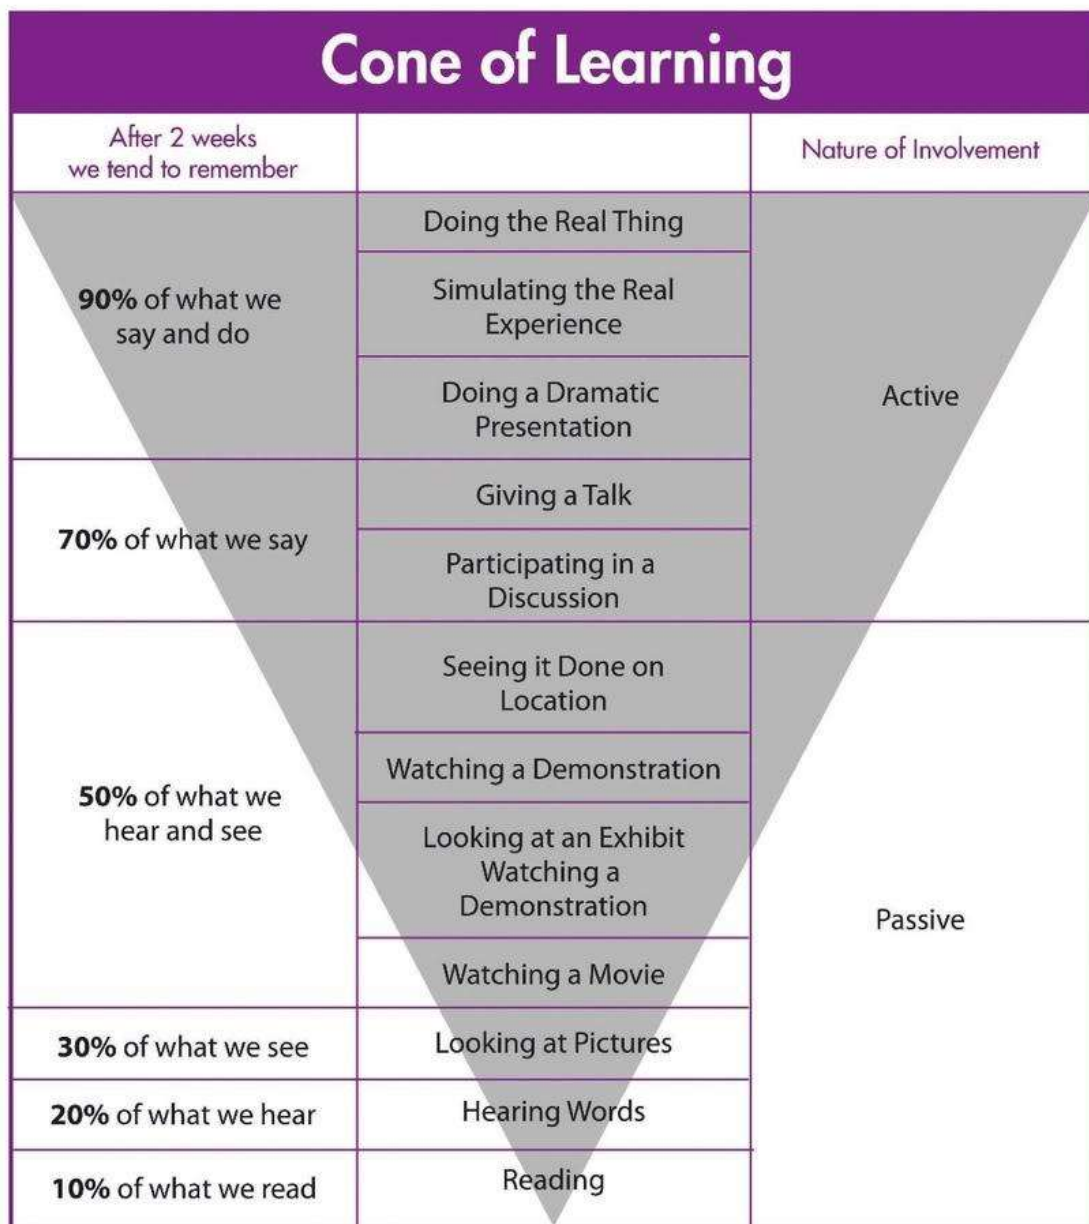 Cone of Learning
After 2 weeks
we tend to remember
Nature of Involvement
Doing the Real Thing
Simulating the Real
Experience
Doing a Dramatic
Presentation
90% of what we
say and do
Active
Giving a Talk
Participating in a
Discussion
70% of what we say
Seeing it Done on
Location
Watching a Demonstration
Looking at an Exhibit
Watching a
Demonstration
Watching a Movie
50% of what we
hear and see
Passive
30% of what we see
Looking at Pictures
20% of what we hear
Hearing Words
10% of what we read
Reading